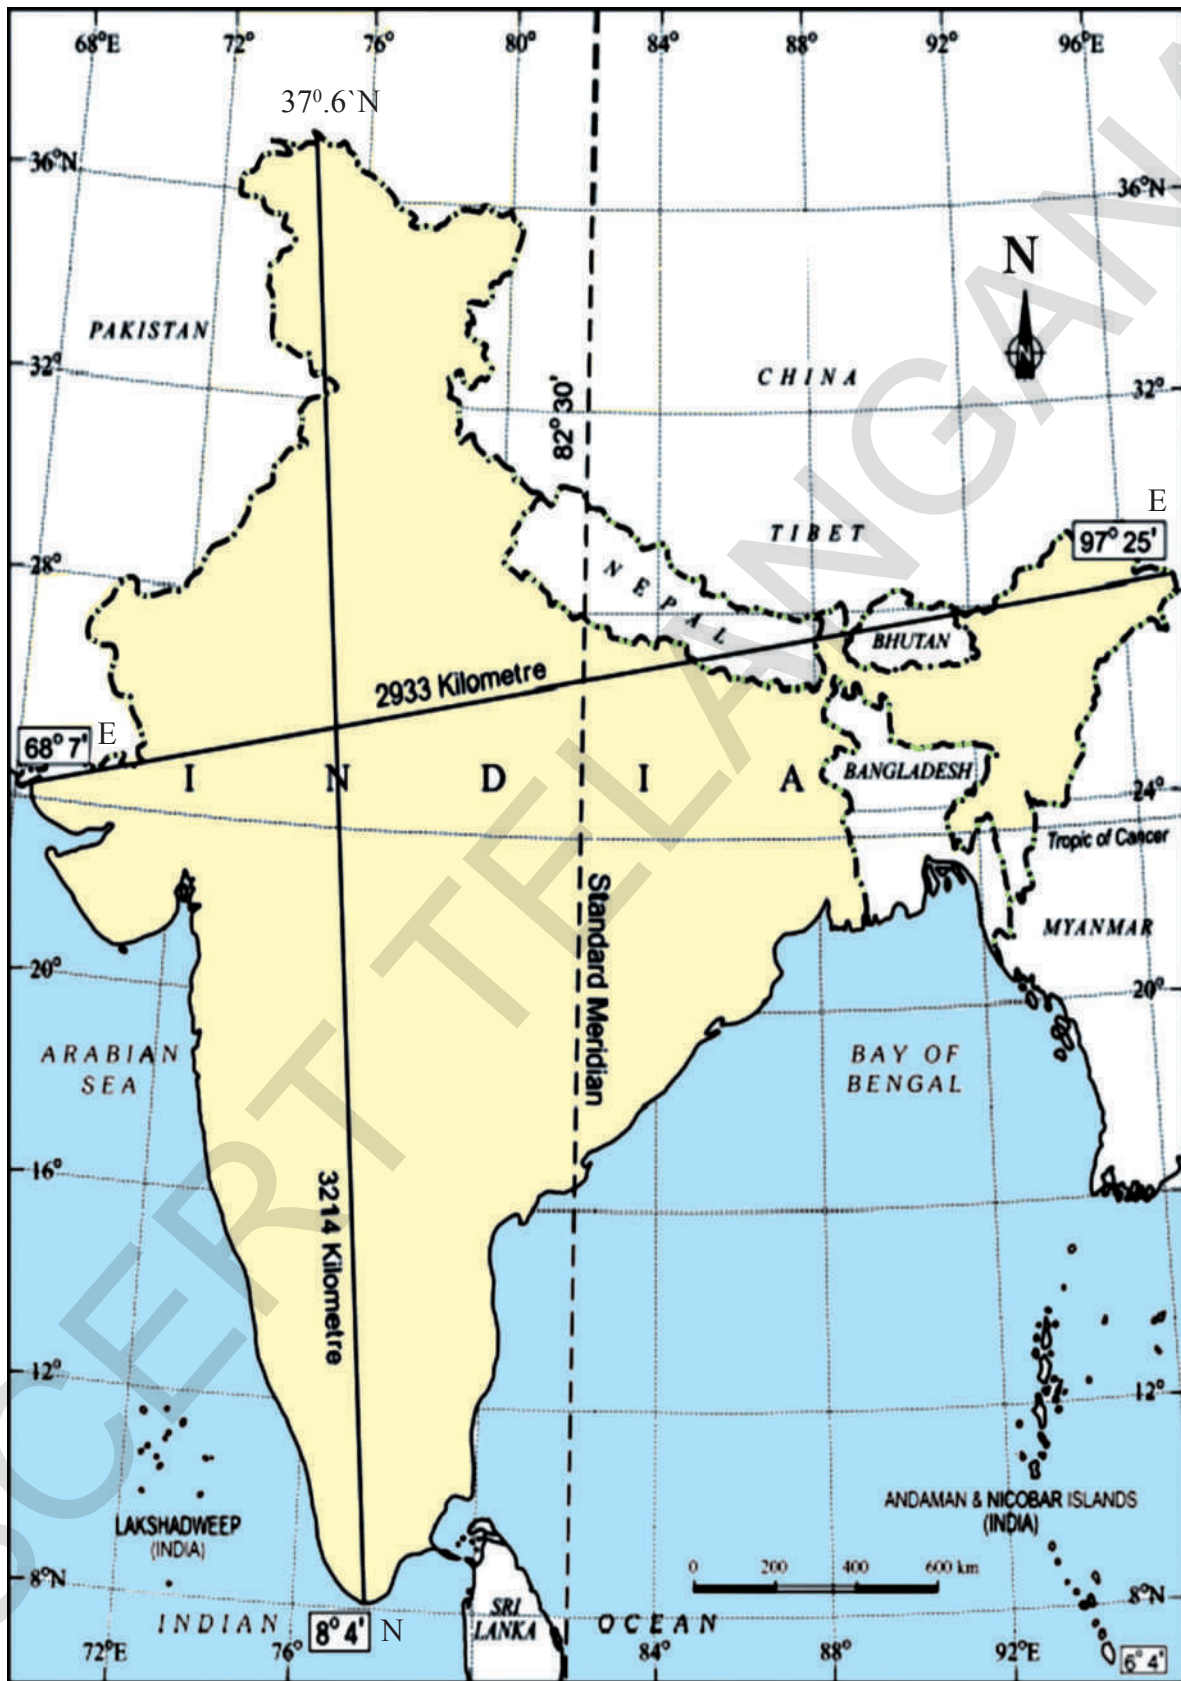 68°E 72° 76° 80° 84° 88° 92° 96°E
37⁰.6`N
36°N
36°N
N
N
PAKISTAN
32°
CHINA
32°
82° 30'
E
TIBET
97° 25'
28°
NEPAL
BHUTAN
2933 Kilometre
E
68° 7'
INDIA
BANGLADESH
24°
Tropic of Cancer
Standard Meridian
MYANMAR
20°
20°
ARABIAN
SEA
BAY OF
BENGAL
16°
3214 Kilometre
12°
12°
ANDAMAN & NICOBAR ISLANDS
(INDIA)
LAKSHADWEEP
(INDIA)
0 200 400 600 km
8°N
8°N
INDIAN OCEAN
8° 4' N
SRI
LANKA
72°E 76° 84° 88° 92°E
6° 4'
SCERT TELANGANA